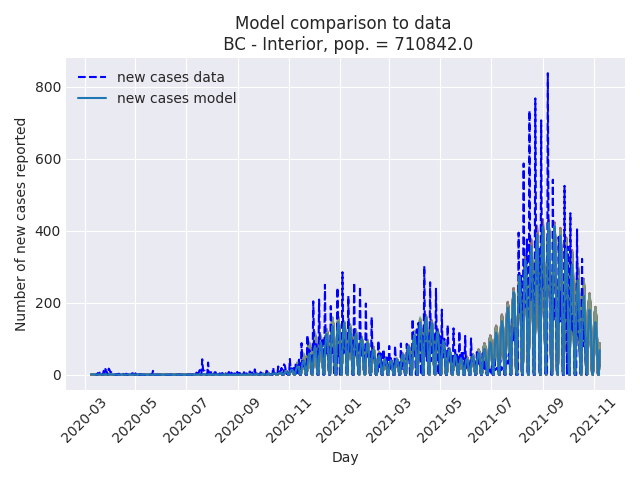 Model comparison to data
BC - Interior, pop. = 710842.0
new cases data
new cases model
Number of new cases reported
800
600
400
200
0
2020-03
2020-05
2020-07
2020-09
2020-11
2021-01
2021-03
2021-05
2021-07
2021-09
2021-11
Day